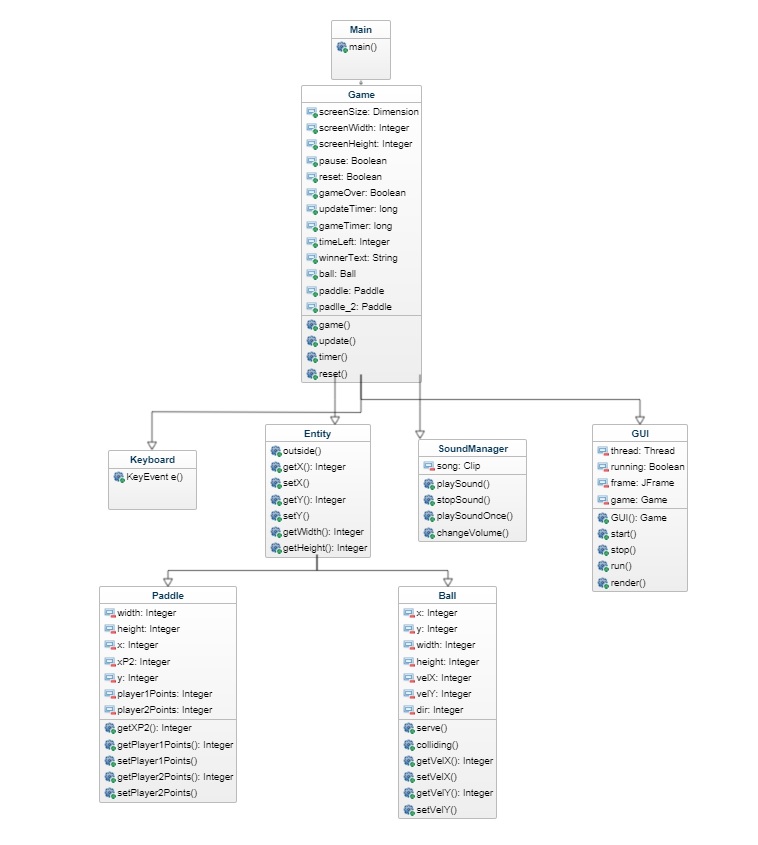 Main
main()
Game
screenSize: Dimension
screenWidth: Integer
screenHeight: Integer
pause: Boolean
reset: Boolean
gameOver: Boolean
updateTimer: long
gameTimer: long
timeLeft: Integer
winnerText: String
ball: Ball
paddle: Paddle
padlle_2: Paddle
game()
update()
timer()
reset()
Keyboard
KeyEvent e()
Entity
outside()
getX(): Integer
setX()
getY(): Integer
setY()
getWidth(): Integer
getHeight(): Integer
SoundManager
song: Clip
playSound()
stopSound()
playSoundOnce()
changeVolume()
GUI
thread: Thread
running: Boolean
frame: JFrame
game: Game
GUI(): Game
start()
stop()
run()
render()
Paddle
width: Integer
height: Integer
x: Integer
xP2: Integer
y: Integer
player1Points: Integer
player2Points: Integer
getXP2(): Integer
getPlayer1Points(): Integer
setPlayer1Points()
getPlayer2Points(): Integer
setPlayer2Points()
Ball
x: Integer
y: Integer
width: Integer
height: Integer
velX: Integer
velY: Integer
dir: Integer
serve()
colliding()
getVelX(): Integer
setVelX()
getVelY(): Integer
setVelY()